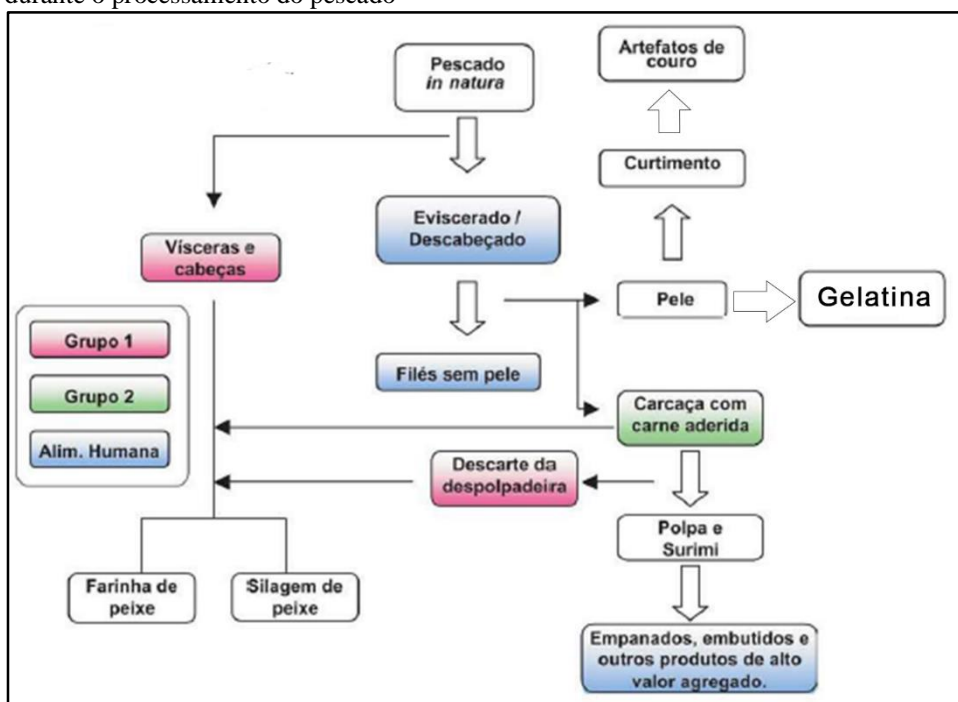 durante o processamento do pescado
Pescado
in natura
Artefatos de
couro
Curtimento
Eviscerado /
Descabeçado
Vísceras e
cabeças
Pele
Gelatina
Grupo 1
Grupo 2
Alim. Humana
Filés sem pele
Carcaça com
carne aderida
Descarte da
despolpadeira
Polpa e
Surimi
Farinha de
peixe
Silagem de
peixe
Empanados, embutidos e
outros produtos de alto
valor agregado.